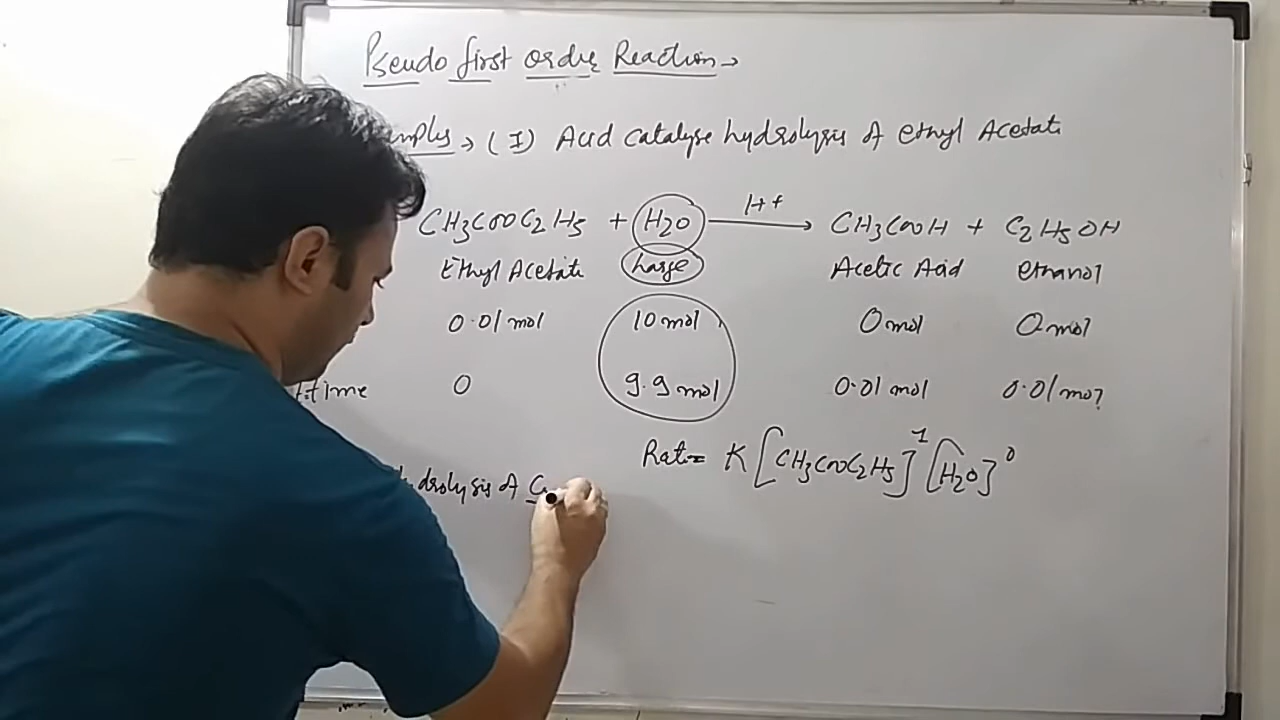 Pseudo first order Reaction →
mples → (I) Acid catalyse hydrolysis of ethyl Acetate
CH3COOC2H5 + H2O H+ → CH3COOH + C2H5OH
Ethyl Acetate Large Acetic Acid ethanol
0.01 mol 10 mol 0 mol 0 mol
time 0 9.9 mol 0.01 mol 0.01 mol
Rate = K [CH3COOC2H5]1 [H2O]0
drolysis of C